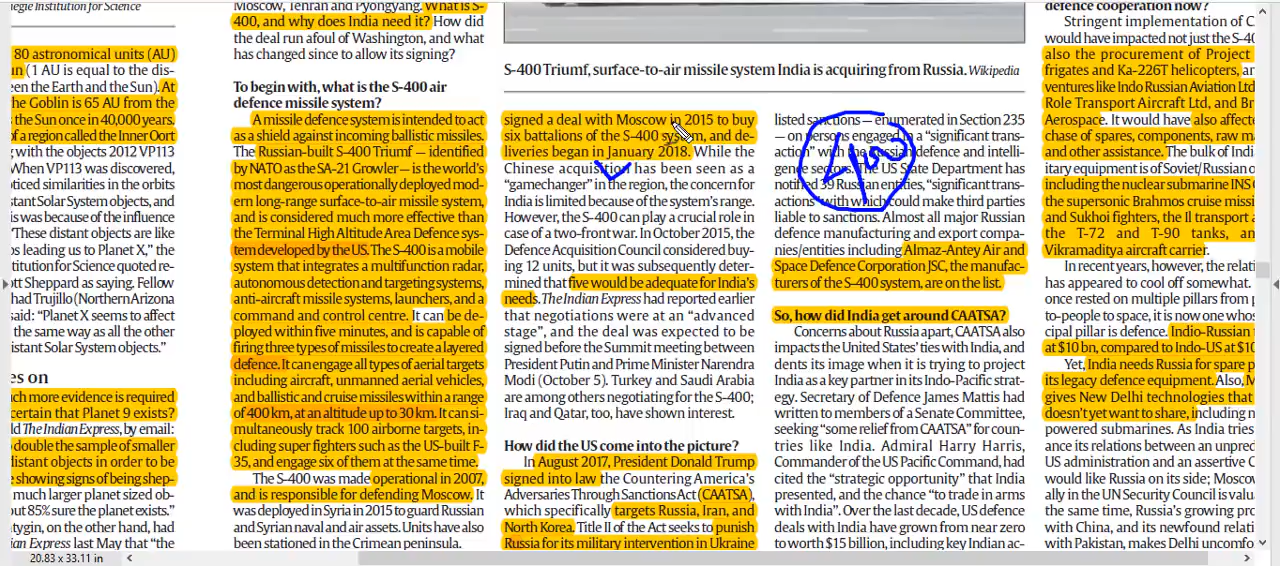 egie Institution for Science
80 astronomical units (AU)
un (1 AU is equal to the dis-
een the Earth and the Sun). At
he Goblin is 65 AU from the
the Sun once in 40,000 years.
of a region called the Inner Oort
with the objects 2012 VP113
When VP113 was discovered,
oticed similarities in the orbits
stant Solar System objects, and
is was because of the influence
"These distant objects are like
os leading us to Planet X," the
titution for Science quoted re-
ott Sheppard as saying. Fellow
had Trujillo (Northern Arizona
said: "Planet X seems to affect
the same way as all the other
istant Solar System objects."
es on
ch more evidence is required
certain that Planet 9 exists?
ld The Indian Express, by email:
double the sample of smaller
distant objects in order to be
showing signs of being shep-
much larger planet sized ob-
out 85% sure the planet exists."
tygin, on the other hand, had
ian Express last May that "the
Moscow, Tehran and Pyongyang. What is S-
400, and why does India need it? How did
the deal run afoul of Washington, and what
has changed since to allow its signing?
To begin with, what is the S-400 air
defence missile system?
A missile defence system is intended to act
as a shield against incoming ballistic missiles.
The Russian-built S-400 Triumf — identified
by NATO as the SA-21 Growler — is the world's
most dangerous operationally deployed mod-
ern long-range surface-to-air missile system,
and is considered much more effective than
the Terminal High Altitude Area Defence sys-
tem developed by the US. The S-400 is a mobile
system that integrates a multifunction radar,
autonomous detection and targeting systems,
anti-aircraft missile systems, launchers, and a
command and control centre. It can be de-
ployed within five minutes, and is capable of
firing three types of missiles to create a layered
defence. It can engage all types of aerial targets
including aircraft, unmanned aerial vehicles,
and ballistic and cruise missiles within a range
of 400 km, at an altitude up to 30 km. It can si-
multaneously track 100 airborne targets, in-
cluding super fighters such as the US-built F-
35, and engage six of them at the same time.
The S-400 was made operational in 2007,
and is responsible for defending Moscow. It
was deployed in Syria in 2015 to guard Russian
and Syrian naval and air assets. Units have also
been stationed in the Crimean peninsula.
S-400 Triumf, surface-to-air missile system India is acquiring from Russia. Wikipedia
signed a deal with Moscow in 2015 to buy
six battalions of the S-400 system, and de-
liveries began in January 2018. While the
Chinese acquisition has been seen as a
"gamechanger" in the region, the concern for
India is limited because of the system's range.
However, the S-400 can play a crucial role in
case of a two-front war. In October 2015, the
Defence Acquisition Council considered buy-
ing 12 units, but it was subsequently deter-
mined that five would be adequate for India's
needs. The Indian Express had reported earlier
that negotiations were at an "advanced
stage", and the deal was expected to be
signed before the Summit meeting between
President Putin and Prime Minister Narendra
Modi (October 5). Turkey and Saudi Arabia
are among others negotiating for the S-400;
Iraq and Qatar, too, have shown interest.
How did the US come into the picture?
In August 2017, President Donald Trump
signed into law the Countering America's
Adversaries Through Sanctions Act (CAATSA),
which specifically targets Russia, Iran, and
North Korea. Title II of the Act seeks to punish
Russia for its military intervention in Ukraine
listed sanctions — enumerated in Section 235
— on persons engaged in a "significant trans-
action" with the Russian defence and intelli-
gence sectors. The US State Department has
notified 39 Russian entities, "significant trans-
actions" with which could make third parties
liable to sanctions. Almost all major Russian
defence manufacturing and export compa-
nies/entities including Almaz-Antey Air and
Space Defence Corporation JSC, the manufac-
turers of the S-400 system, are on the list.
So, how did India get around CAATSA?
Concerns about Russia apart, CAATSA also
impacts the United States' ties with India, and
dents its image when it is trying to project
India as a key partner in its Indo-Pacific strat-
egy. Secretary of Defence James Mattis had
written to members of a Senate Committee,
seeking "some relief from CAATSA" for coun-
tries like India. Admiral Harry Harris,
Commander of the US Pacific Command, had
cited the "strategic opportunity" that India
presented, and the chance "to trade in arms
with India". Over the last decade, US defence
deals with India have grown from near zero
to worth $15 billion, including key Indian ac-
defence cooperation now?
Stringent implementation of C
would have impacted not just the S-40
also the procurement of Project
frigates and Ka-226T helicopters, an
ventures like Indo Russian Aviation Ltd
Role Transport Aircraft Ltd, and Br
Aerospace. It would have also affecte
chase of spares, components, raw ma
and other assistance. The bulk of Indi
itary equipment is of Soviet/Russian o
including the nuclear submarine INS C
the supersonic Brahmos cruise missi
and Sukhoi fighters, the Il transport a
the T-72 and T-90 tanks, an
Vikramaditya aircraft carrier.
In recent years, however, the relati
has appeared to cool off somewhat.
once rested on multiple pillars from p
to-people to space, it is now one whos
cipal pillar is defence. Indio-Russian
at $10 bn, compared to Indo-US at $10
Yet, India needs Russia for spare p
its legacy defence equipment. Also, M
gives New Delhi technologies that
doesn't yet want to share, including n
powered submarines. As India tries
ance its relations between an unpred
US administration and an assertive C
would like Russia on its side; Moscow
ally in the UN Security Council is valua
the same time, Russia's growing pro
with China, and its newfound relati
with Pakistan, makes Delhi uncomfo
20.83 x 33.11 in